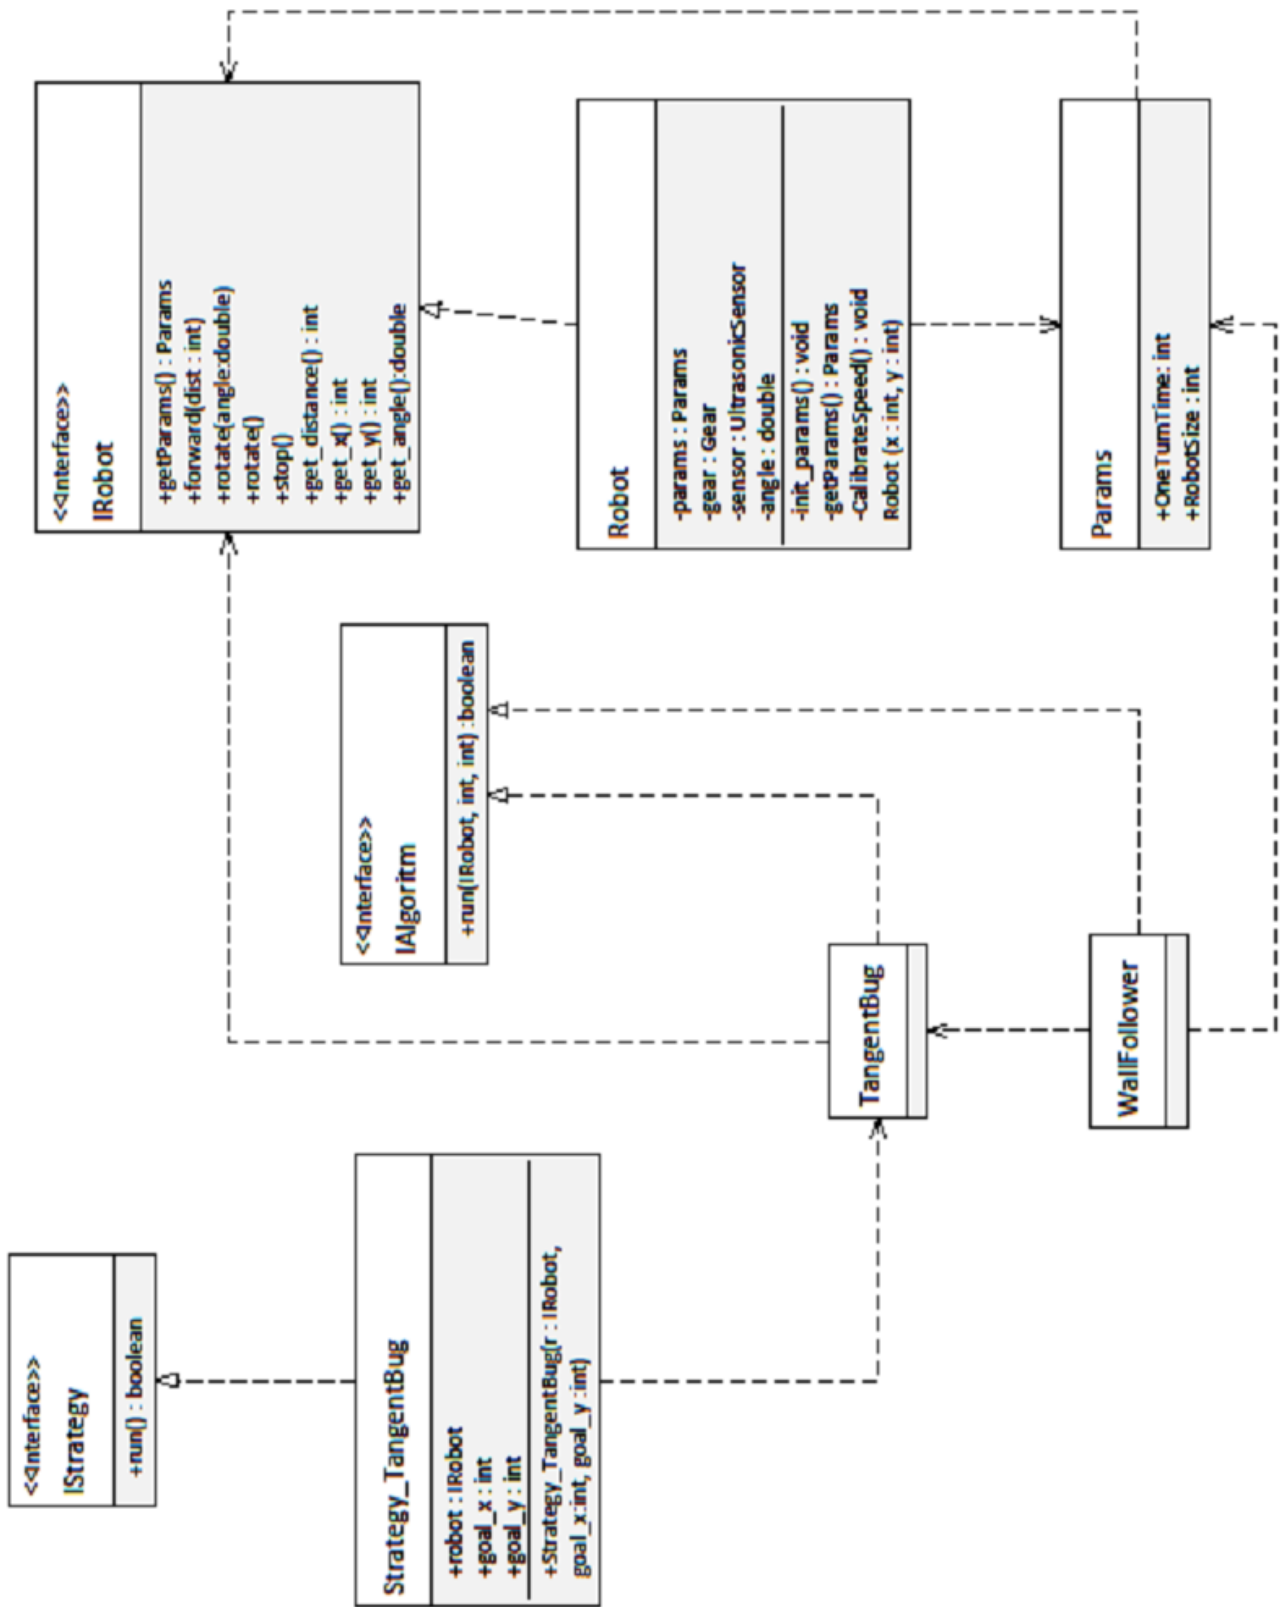 <<Interface>>
IStrategy
+run() : boolean
Strategy_TangentBug
+robot : IRobot
+goal_x : int
+goal_y : int
+Strategy_TangentBug(r : IRobot,
goal_x:int, goal_y :int)
<<Interface>>
IAlgoritm
+run(IRobot, int, int) :boolean
TangentBug
WallFollower
<<Interface>>
IRobot
+getParams() : Params
+forward(dist : int)
+rotate(angle:double)
+rotate()
+stop()
+get_distance() : int
+get_x() : int
+get_y() : int
+get_angle():double
Robot
-params : Params
-gear : Gear
-sensor : UltrasonicSensor
-angle : double
-init_params() : void
-getParams() : Params
-CalibrateSpeed() : void
Robot (x : int, y : int)
Params
+OneTurnTime: int
+RobotSize : int